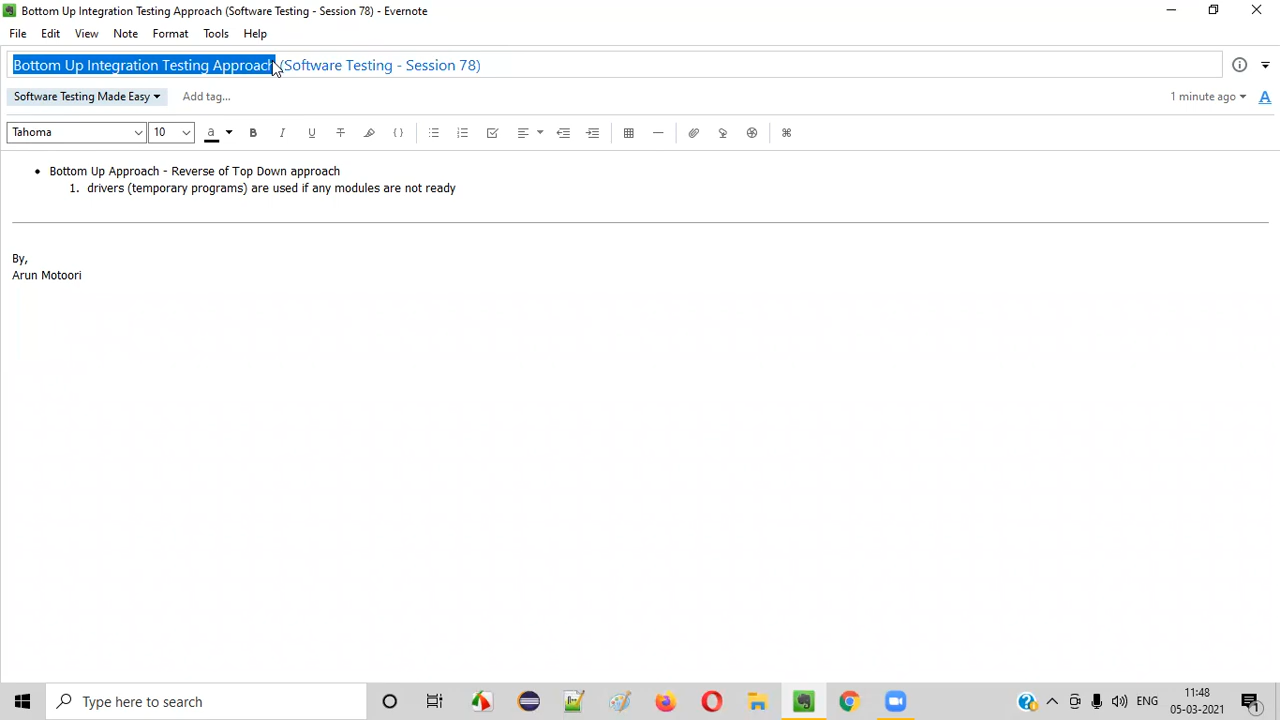 Bottom Up Integration Testing Approach (Software Testing - Session 78) - Evernote
File Edit View Note Format Tools Help
Bottom Up Integration Testing Approach (Software Testing - Session 78)
Software Testing Made Easy Add tag... 1 minute ago
Tahoma 10
• Bottom Up Approach - Reverse of Top Down approach
1. drivers (temporary programs) are used if any modules are not ready
By,
Arun Motoori
Type here to search
ENG
11:48
05-03-2021